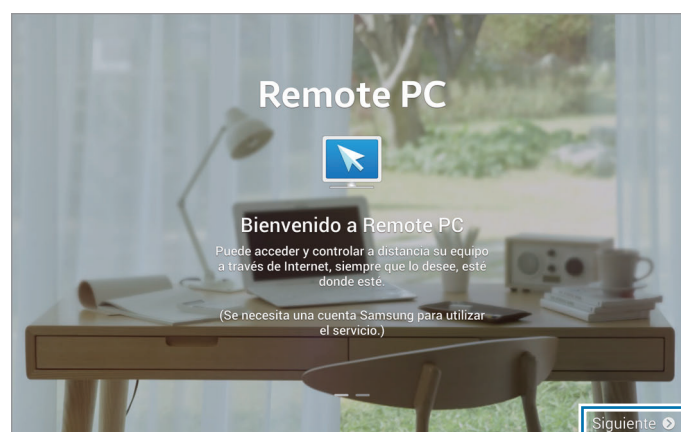 Remote PC
Bienvenido a Remote PC
Puede acceder y controlar a distancia su equipo
a través de Internet, siempre que lo desee, esté
donde esté.
(Se necesita una cuenta Samsung para utilizar
el servicio.)
Siguiente